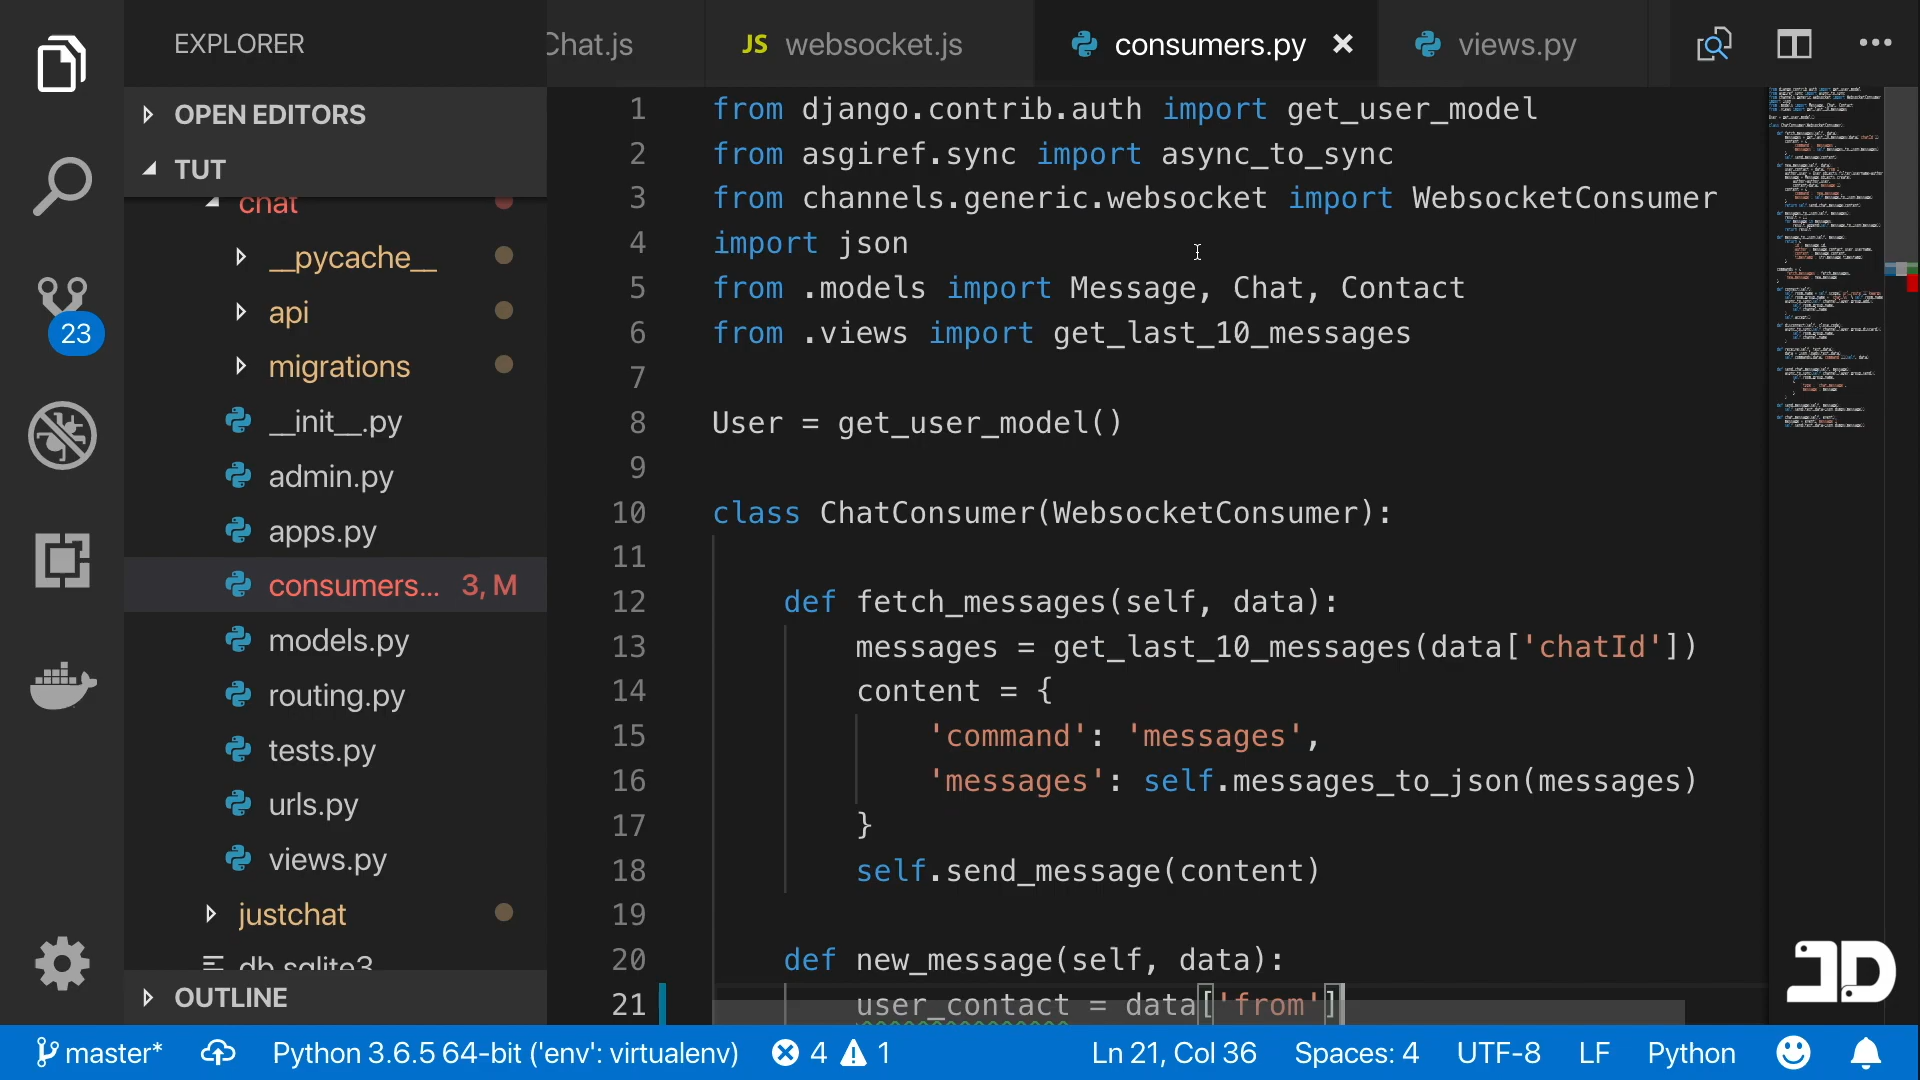 EXPLORER
Chat.js
JS websocket.js
consumers.py ×
views.py
OPEN EDITORS
TUT
chat
__pycache__
api
migrations
__init__.py
admin.py
apps.py
consumers... 3, M
models.py
routing.py
tests.py
urls.py
views.py
justchat
db.sqlite3
OUTLINE
23
1 from django.contrib.auth import get_user_model
2 from asgiref.sync import async_to_sync
3 from channels.generic.websocket import WebsocketConsumer
4 import json
5 from .models import Message, Chat, Contact
6 from .views import get_last_10_messages
7
8 User = get_user_model()
9
10 class ChatConsumer(WebsocketConsumer):
11
12 def fetch_messages(self, data):
13 messages = get_last_10_messages(data['chatId'])
14 content = {
15 'command': 'messages',
16 'messages': self.messages_to_json(messages)
17 }
18 self.send_message(content)
19
20 def new_message(self, data):
21 user_contact = data['from']
JD
master* Python 3.6.5 64-bit ('env': virtualenv) 4 1 Ln 21, Col 36 Spaces: 4 UTF-8 LF Python